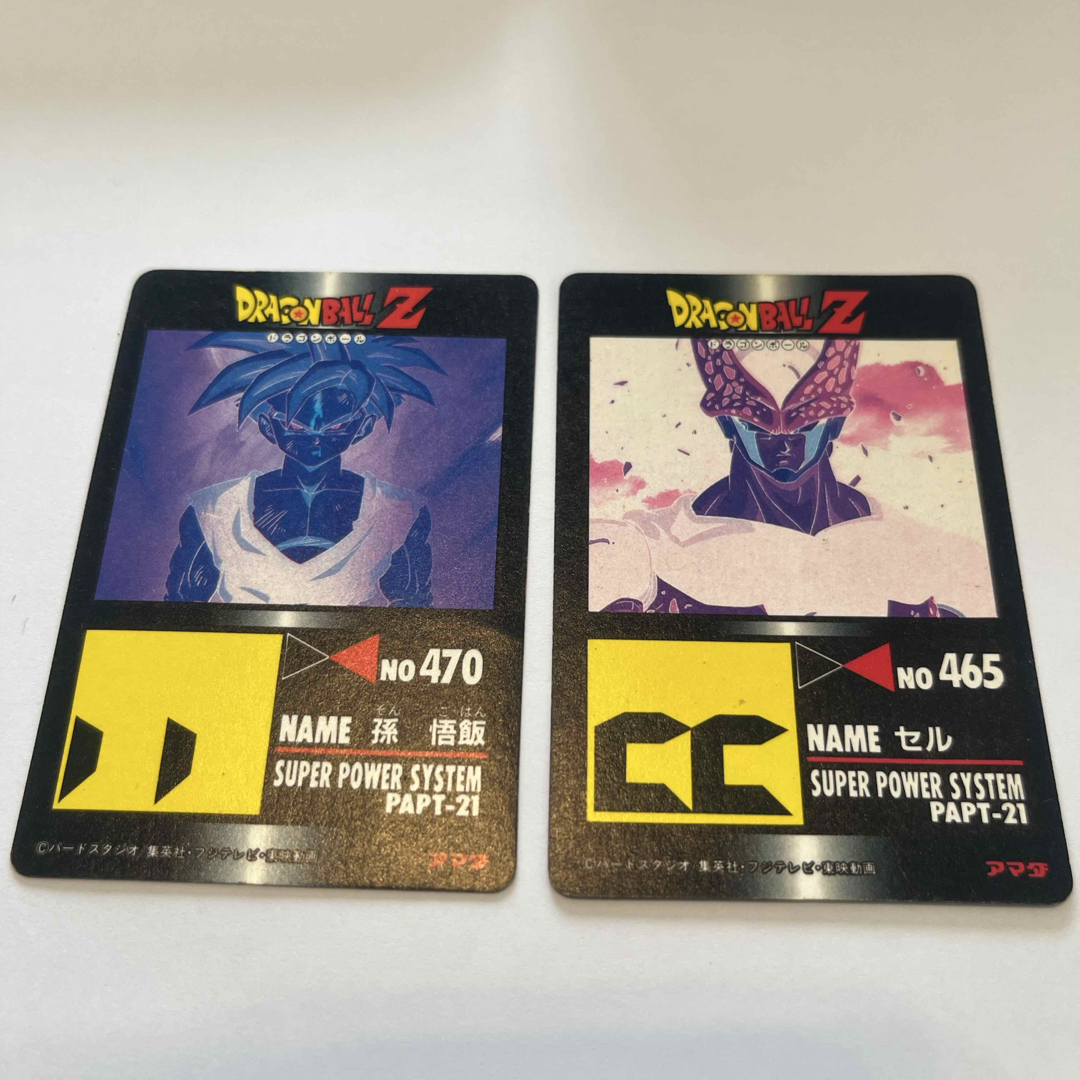 DRAGONBALL Z
ドラゴンボール
NO 470
そん ごはん
NAME 孫 悟飯
SUPER POWER SYSTEM
PAPT-21
©バードスタジオ 集英社・フジテレビ・東映動画
アマダ
DRAGONBALL Z
ドラゴンボール
NO 465
NAME セル
SUPER POWER SYSTEM
PAPT-21
©バードスタジオ 集英社・フジテレビ・東映動画
アマダ